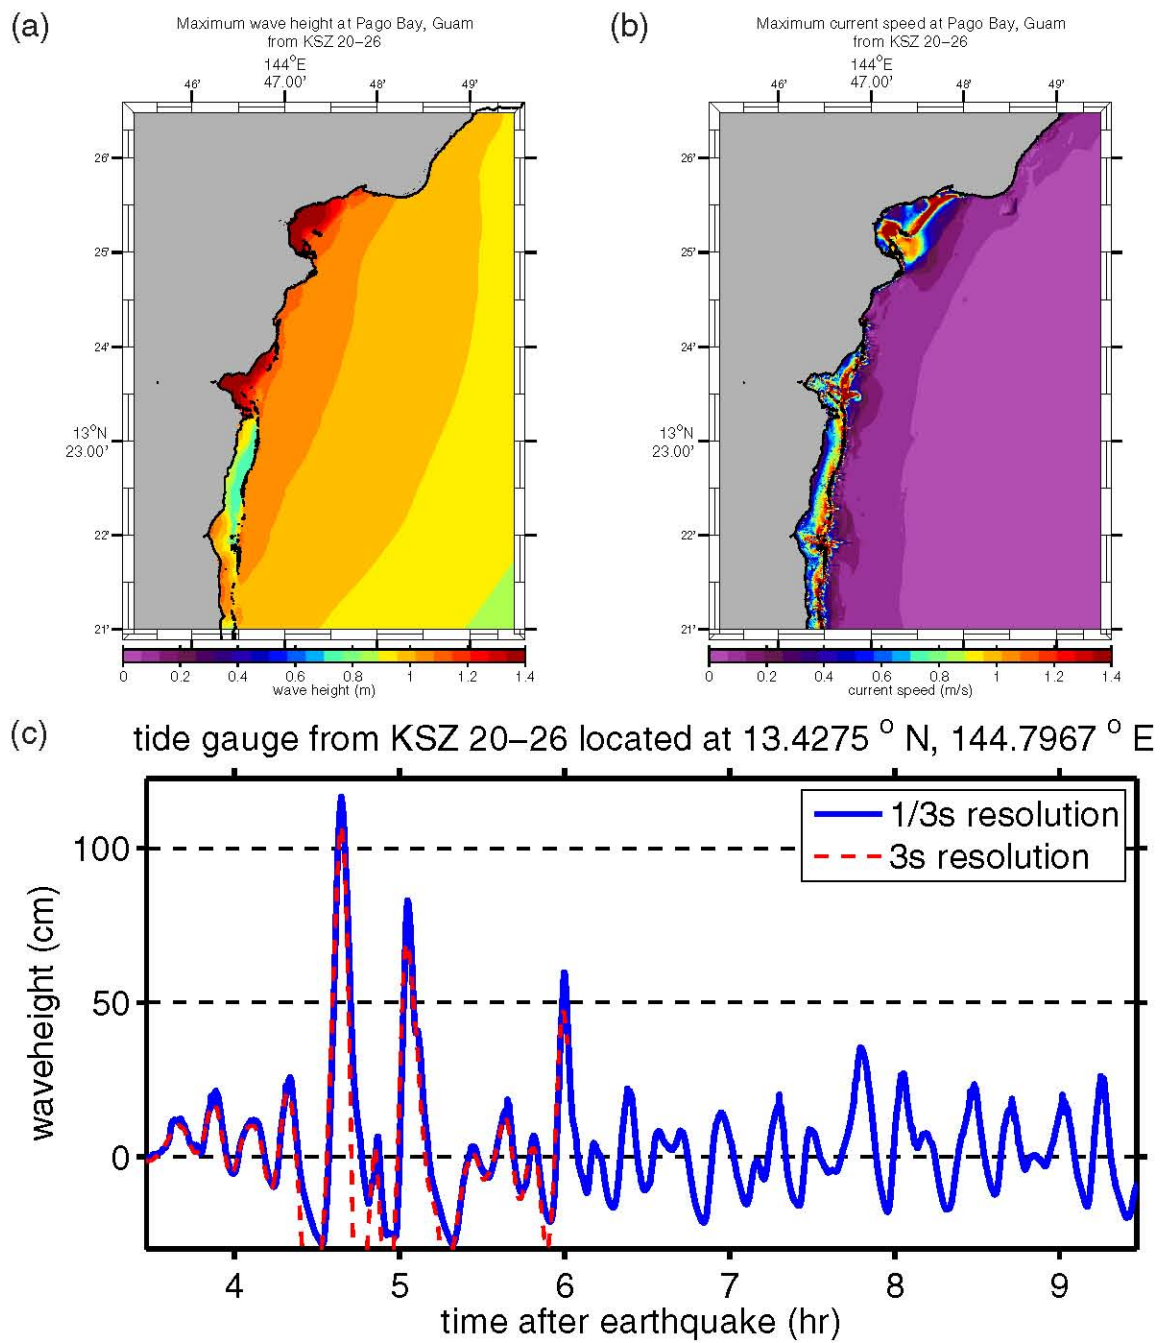 (a)
Maximum wave height at Pago Bay, Guam
from KSZ 20–26
144°E
46' 47.00' 48' 49'
26'
25'
24'
13°N
23.00'
22'
21'
0 0.2 0.4 0.6 0.8 1 1.2 1.4
wave height (m)
(b)
Maximum current speed at Pago Bay, Guam
from KSZ 20–26
144°E
46' 47.00' 48' 49'
26'
25'
24'
13°N
23.00'
22'
21'
0 0.2 0.4 0.6 0.8 1 1.2 1.4
current speed (m/s)
(c)
tide gauge from KSZ 20–26 located at 13.4275 ° N, 144.7967 ° E
1/3s resolution
3s resolution
100
50
0
waveheight (cm)
4 5 6 7 8 9
time after earthquake (hr)